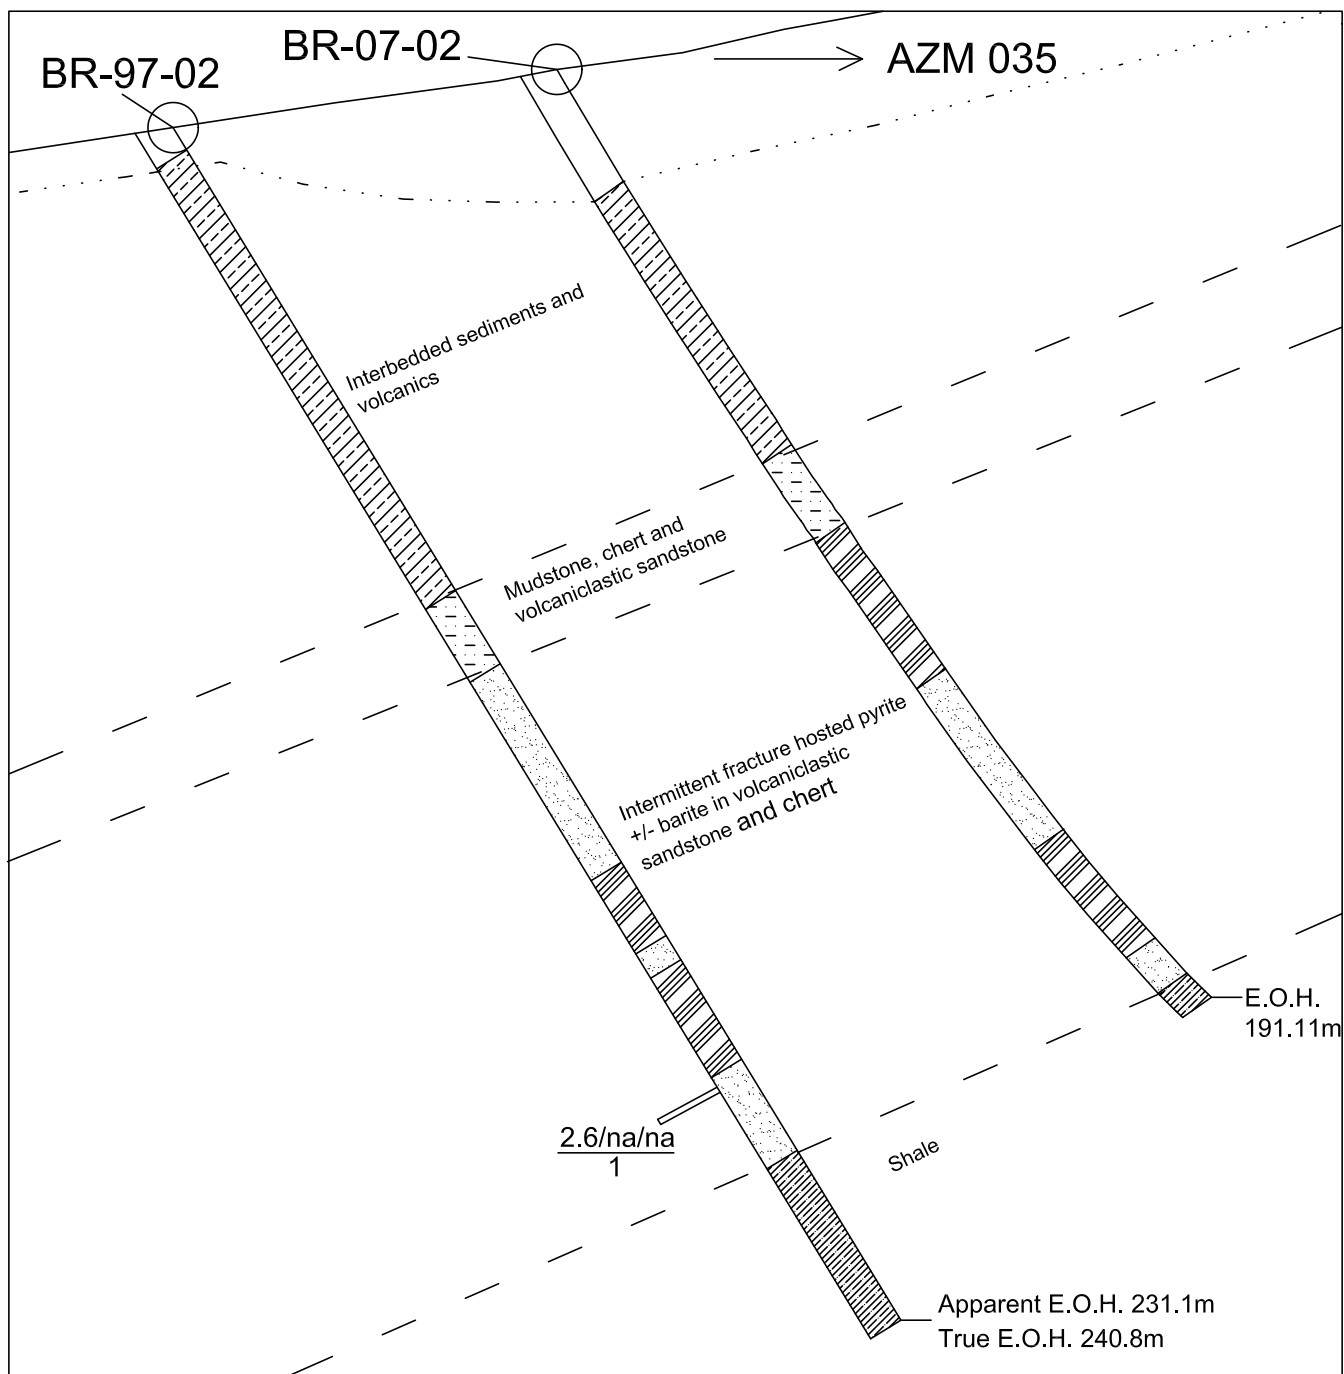 BR-97-02
BR-07-02
AZM 035
Interbedded sediments and
volcanics
Mudstone, chert and
volcaniclastic sandstone
Intermittent fracture hosted pyrite
+/- barite in volcaniclastic
sandstone and chert
E.O.H.
191.11m
2.6/na/na
1
Shale
Apparent E.O.H. 231.1m
True E.O.H. 240.8m